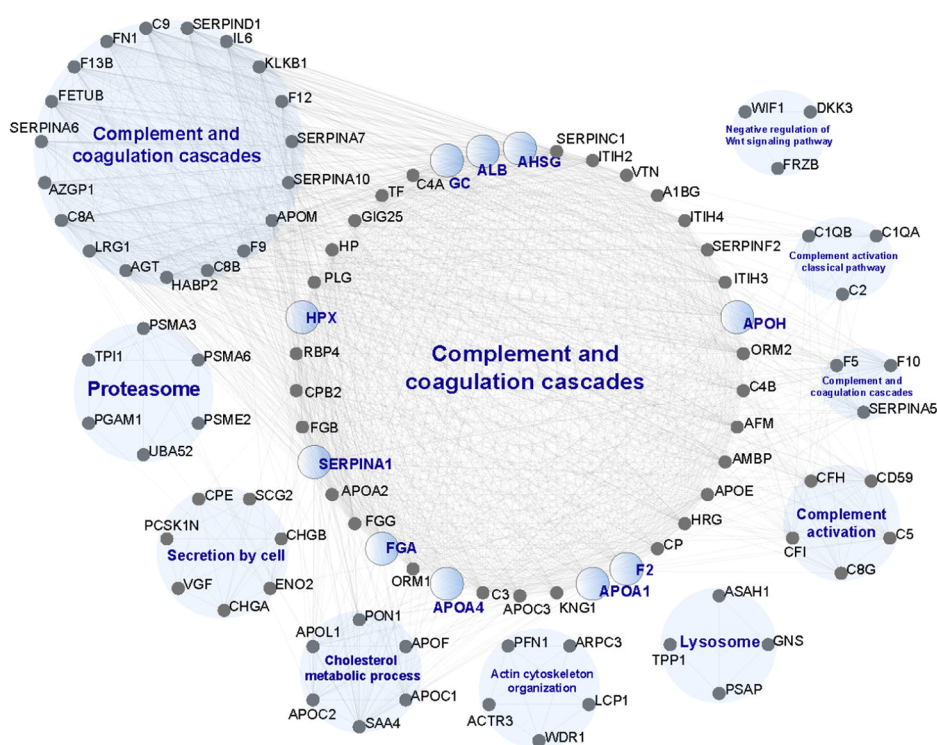 C9
SERPIND1
FN1
IL6
F13B
KLKB1
FETUB
F12
SERPINA6
SERPINA7
Complement and
coagulation cascades
AZGP1
SERPINA10
C8A
APOM
LRG1
F9
AGT
C8B
HABP2
WIF1
DKK3
Negative regulation of
Wnt signaling pathway
FRZB
GC
ALB
AHSG
SERPINC1
ITIH2
VTN
A1BG
ITIH4
SERPINF2
ITIH3
APOH
ORM2
C4B
AFM
AMBP
APOE
HRG
CP
F2
APOA1
KNG1
APOC3
C3
APOA4
ORM1
FGA
FGG
APOA2
SERPINA1
FGB
CPB2
RBP4
HPX
PLG
HP
GIG25
TF
C4A
Complement and
coagulation cascades
C1QB
C1QA
Complement activation
classical pathway
C2
F5
F10
Complement and
coagulation cascades
SERPINA5
CFH
CD59
Complement
activation
CFI
C5
C8G
PSMA3
TPI1
PSMA6
Proteasome
PGAM1
PSME2
UBA52
CPE
SCG2
PCSK1N
CHGB
Secretion by cell
VGF
ENO2
CHGA
PON1
APOL1
APOF
Cholesterol
metabolic process
APOC2
APOC1
SAA4
PFN1
ARPC3
Actin cytoskeleton
organization
ACTR3
LCP1
WDR1
ASAH1
Lysosome
TPP1
GNS
PSAP